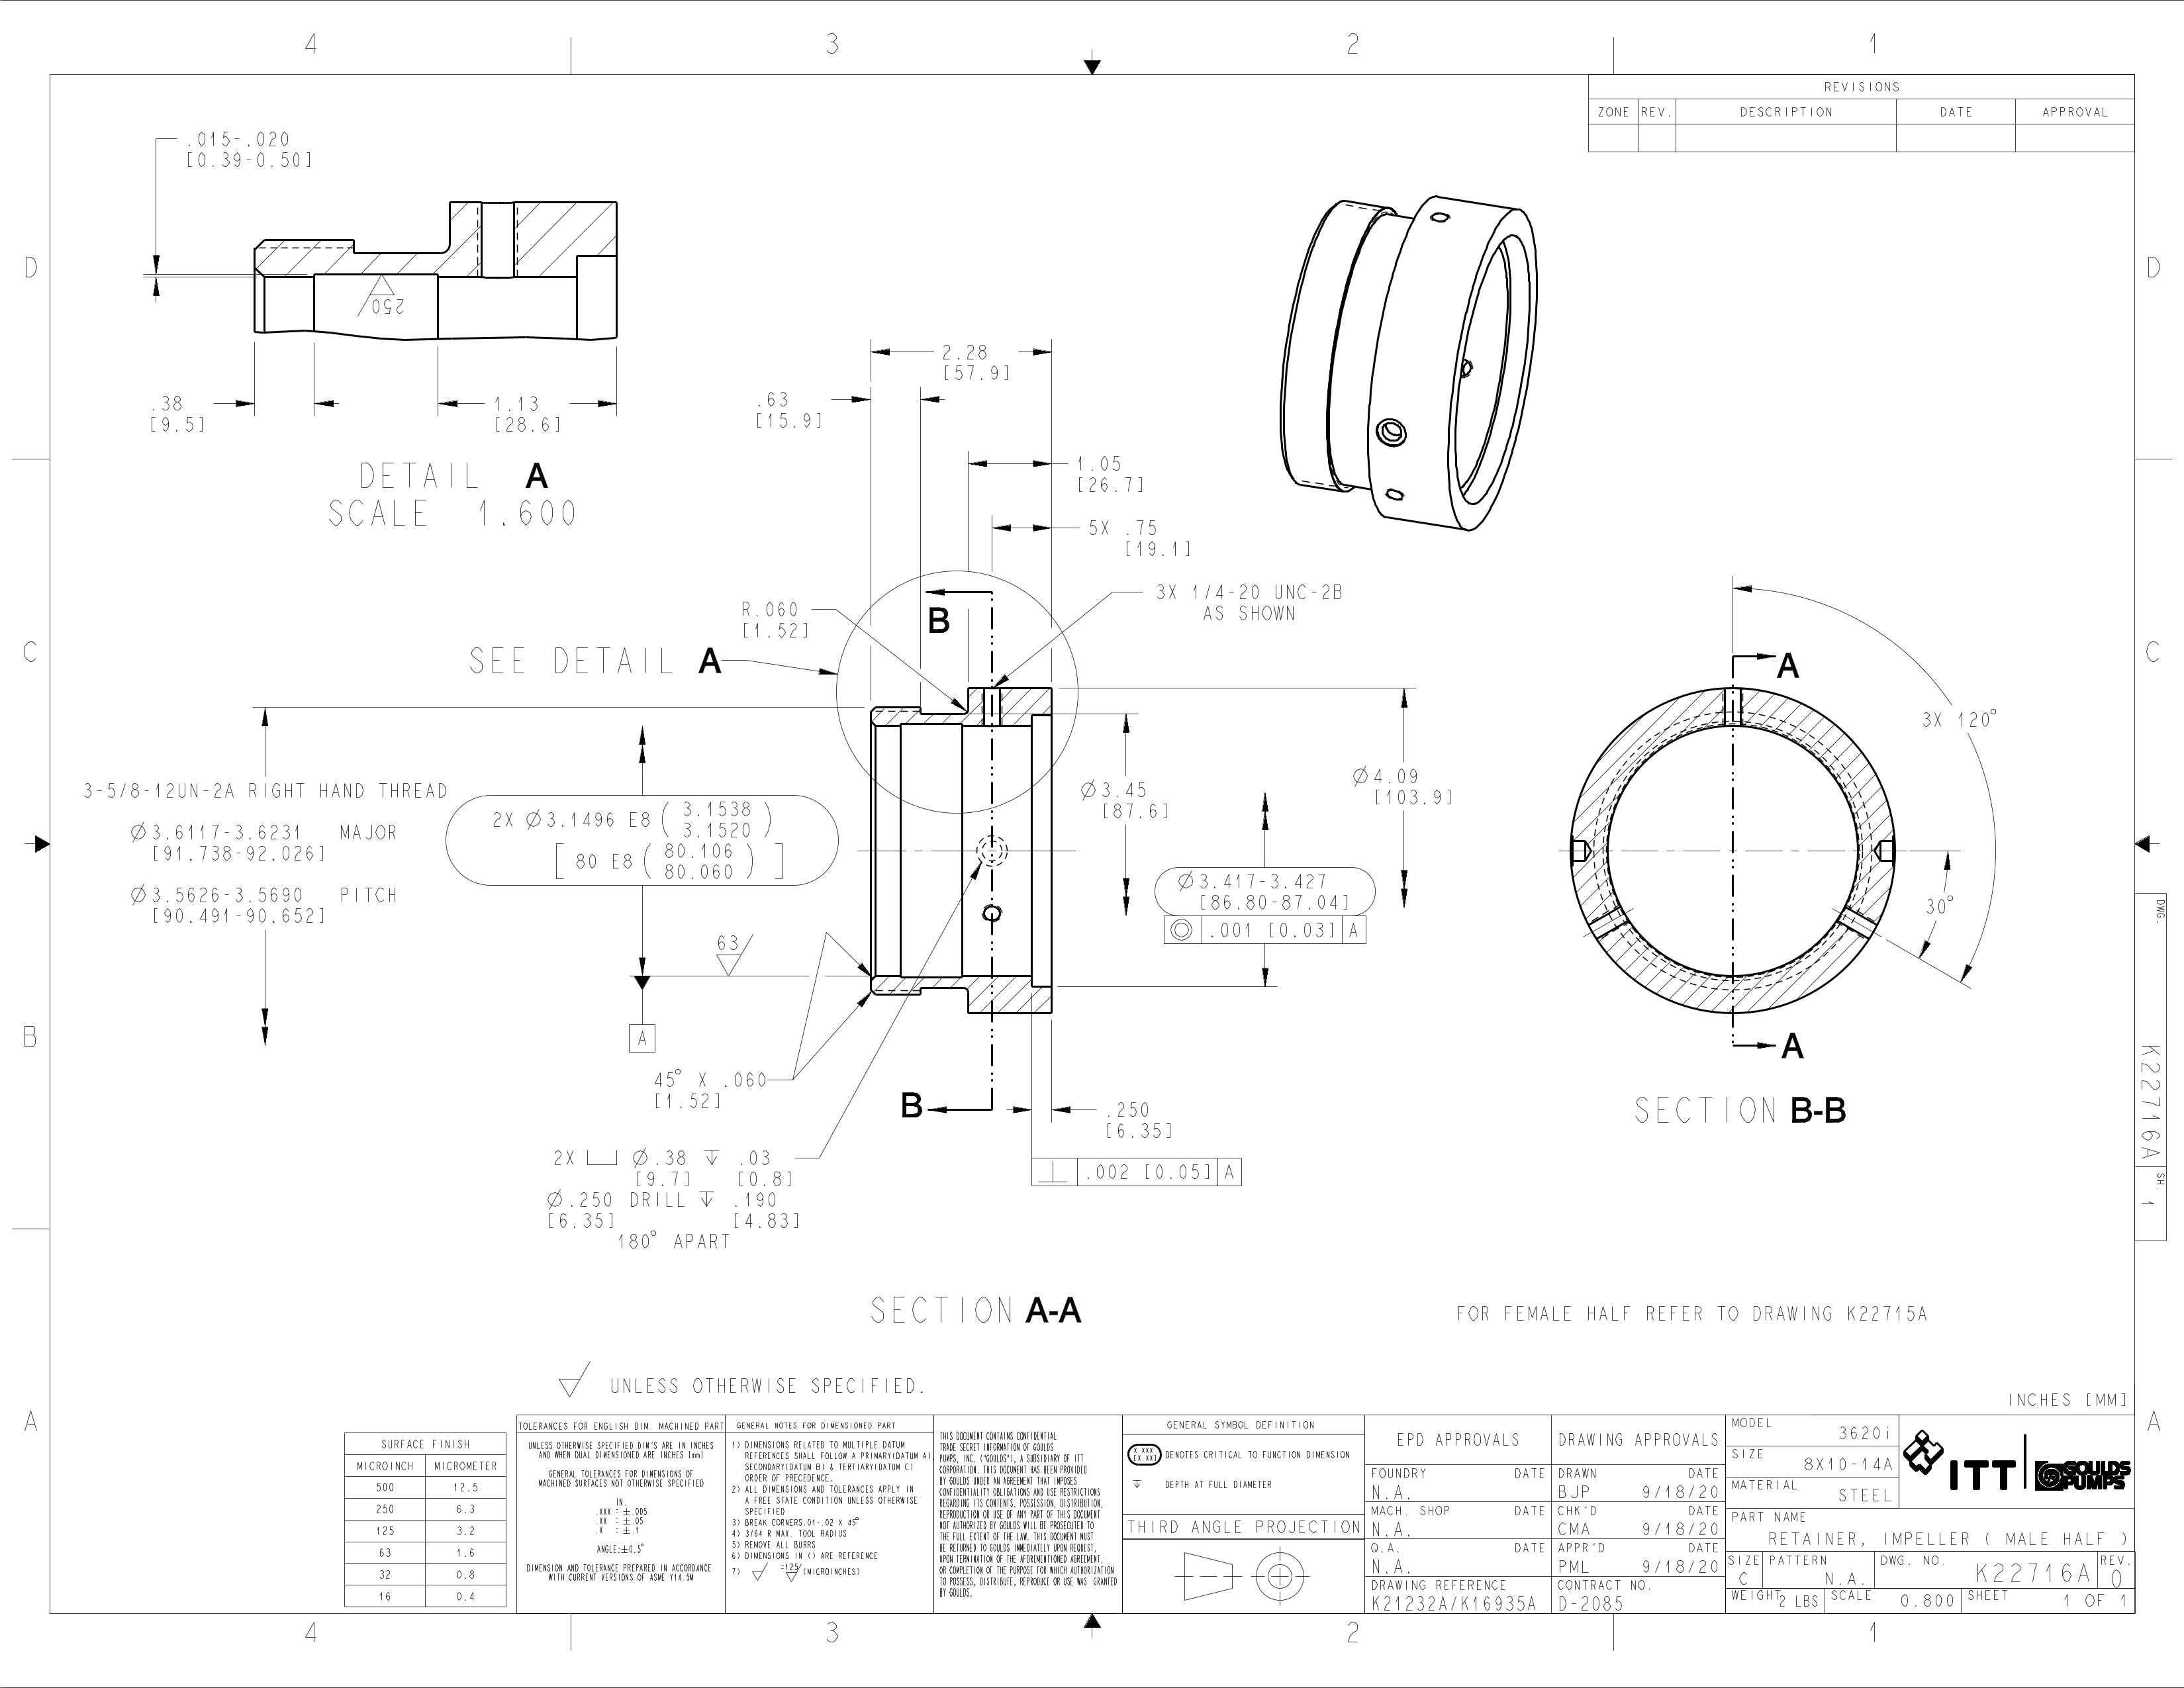 4
3
2
1
REVISIONS
ZONE REV. DESCRIPTION DATE APPROVAL
D
D
.015-.020
[0.39-0.50]
250
.38
[9.5]
1.13
[28.6]
DETAIL A
SCALE 1.600
2.28
[57.9]
.63
[15.9]
1.05
[26.7]
5X .75
[19.1]
3X 1/4-20 UNC-2B
AS SHOWN
R.060
[1.52]
B
SEE DETAIL A
C
C
A
3X 120°
3-5/8-12UN-2A RIGHT HAND THREAD
Ø3.6117-3.6231 MAJOR
[91.738-92.026]
Ø3.5626-3.5690 PITCH
[90.491-90.652]
2X Ø3.1496 E8 ( 3.1538 )
3.1520
[ 80 E8 ( 80.106 ) ]
80.060
Ø3.45
[87.6]
Ø4.09
[103.9]
Ø3.417-3.427
[86.80-87.04]
◎ .001 [0.03] A
30°
63
A
A
B
45° X .060
[1.52]
B
.250
[6.35]
⊥ .002 [0.05] A
SECTION B-B
2X ⌴ Ø.38 ↧ .03
[9.7] [0.8]
Ø.250 DRILL ↧ .190
[6.35] [4.83]
180° APART
DWG.
K22716A
SH.
1
SECTION A-A
FOR FEMALE HALF REFER TO DRAWING K22715A
UNLESS OTHERWISE SPECIFIED.
INCHES [MM]
A
A
SURFACE FINISH
MICROINCH MICROMETER
500 12.5
250 6.3
125 3.2
63 1.6
32 0.8
16 0.4
TOLERANCES FOR ENGLISH DIM. MACHINED PART
UNLESS OTHERWISE SPECIFIED DIM'S ARE IN INCHES
AND WHEN DUAL DIMENSIONED ARE INCHES [mm]
GENERAL TOLERANCES FOR DIMENSIONS OF
MACHINED SURFACES NOT OTHERWISE SPECIFIED
IN.
.XXX = ±.005
.XX = ±.05
.X = ±.1
ANGLE:±0.5°
DIMENSION AND TOLERANCE PREPARED IN ACCORDANCE
WITH CURRENT VERSIONS OF ASME Y14.5M
GENERAL NOTES FOR DIMENSIONED PART
1) DIMENSIONS RELATED TO MULTIPLE DATUM
REFERENCES SHALL FOLLOW A PRIMARY(DATUM A)
SECONDARY(DATUM B) & TERTIARY(DATUM C)
ORDER OF PRECEDENCE.
2) ALL DIMENSIONS AND TOLERANCES APPLY IN
A FREE STATE CONDITION UNLESS OTHERWISE
SPECIFIED
3) BREAK CORNERS.01-.02 X 45°
4) 3/64 R MAX. TOOL RADIUS
5) REMOVE ALL BURRS
6) DIMENSIONS IN () ARE REFERENCE
7) =125 (MICROINCHES)
THIS DOCUMENT CONTAINS CONFIDENTIAL
TRADE SECRET INFORMATION OF GOULDS
PUMPS, INC. ("GOULDS"), A SUBSIDIARY OF ITT
CORPORATION. THIS DOCUMENT HAS BEEN PROVIDED
BY GOULDS UNDER AN AGREEMENT THAT IMPOSES
CONFIDENTIALITY OBLIGATIONS AND USE RESTRICTIONS
REGARDING ITS CONTENTS. POSSESSION, DISTRIBUTION,
REPRODUCTION OR USE OF ANY PART OF THIS DOCUMENT
NOT AUTHORIZED BY GOULDS WILL BE PROSECUTED TO
THE FULL EXTENT OF THE LAW. THIS DOCUMENT MUST
BE RETURNED TO GOULDS IMMEDIATELY UPON REQUEST,
UPON TERMINATION OF THE AFOREMENTIONED AGREEMENT,
OR COMPLETION OF THE PURPOSE FOR WHICH AUTHORIZATION
TO POSSESS, DISTRIBUTE, REPRODUCE OR USE WAS GRANTED
BY GOULDS.
GENERAL SYMBOL DEFINITION
X.XXX
[X.XX]
DENOTES CRITICAL TO FUNCTION DIMENSION
↧ DEPTH AT FULL DIAMETER
THIRD ANGLE PROJECTION
EPD APPROVALS
FOUNDRY DATE
N.A.
MACH. SHOP DATE
N.A.
Q.A. DATE
N.A.
DRAWING REFERENCE
K21232A/K16935A
DRAWING APPROVALS
DRAWN DATE
BJP 9/18/20
CHK'D DATE
CMA 9/18/20
APPR'D DATE
PML 9/18/20
CONTRACT NO.
D-2085
MODEL
3620i
SIZE
8X10-14A
MATERIAL
STEEL
ITT
GOULDS PUMPS
PART NAME
RETAINER, IMPELLER ( MALE HALF )
SIZE PATTERN DWG. NO. REV.
C N.A. K22716A 0
WEIGHT 2 LBS SCALE 0.800 SHEET 1 OF 1
4
3
2
1